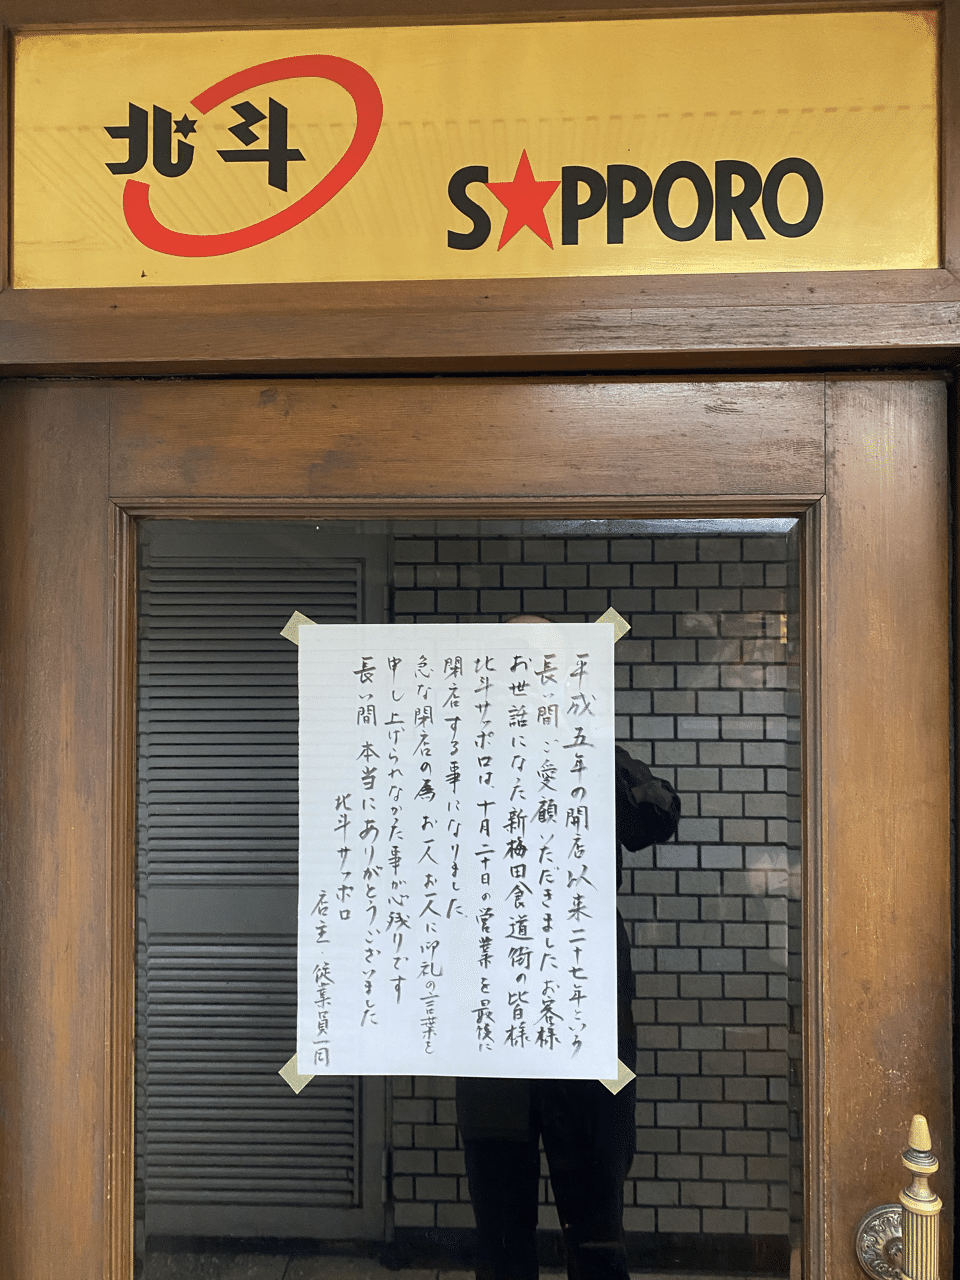 北斗
SAPPORO
平成五年の開店以来二十七年という
長い間、ご愛顧いただきましたお客様
お世話になった新梅田食道街の皆様
北斗サッポロは、十月二十日の営業を最後に
閉店する事になりました。
急な閉店の為お一人お一人に御礼の言葉を
申し上げられなかた事が心残りです
長い間本当にありがとうございました
北斗サッポロ
店主・従業員一同